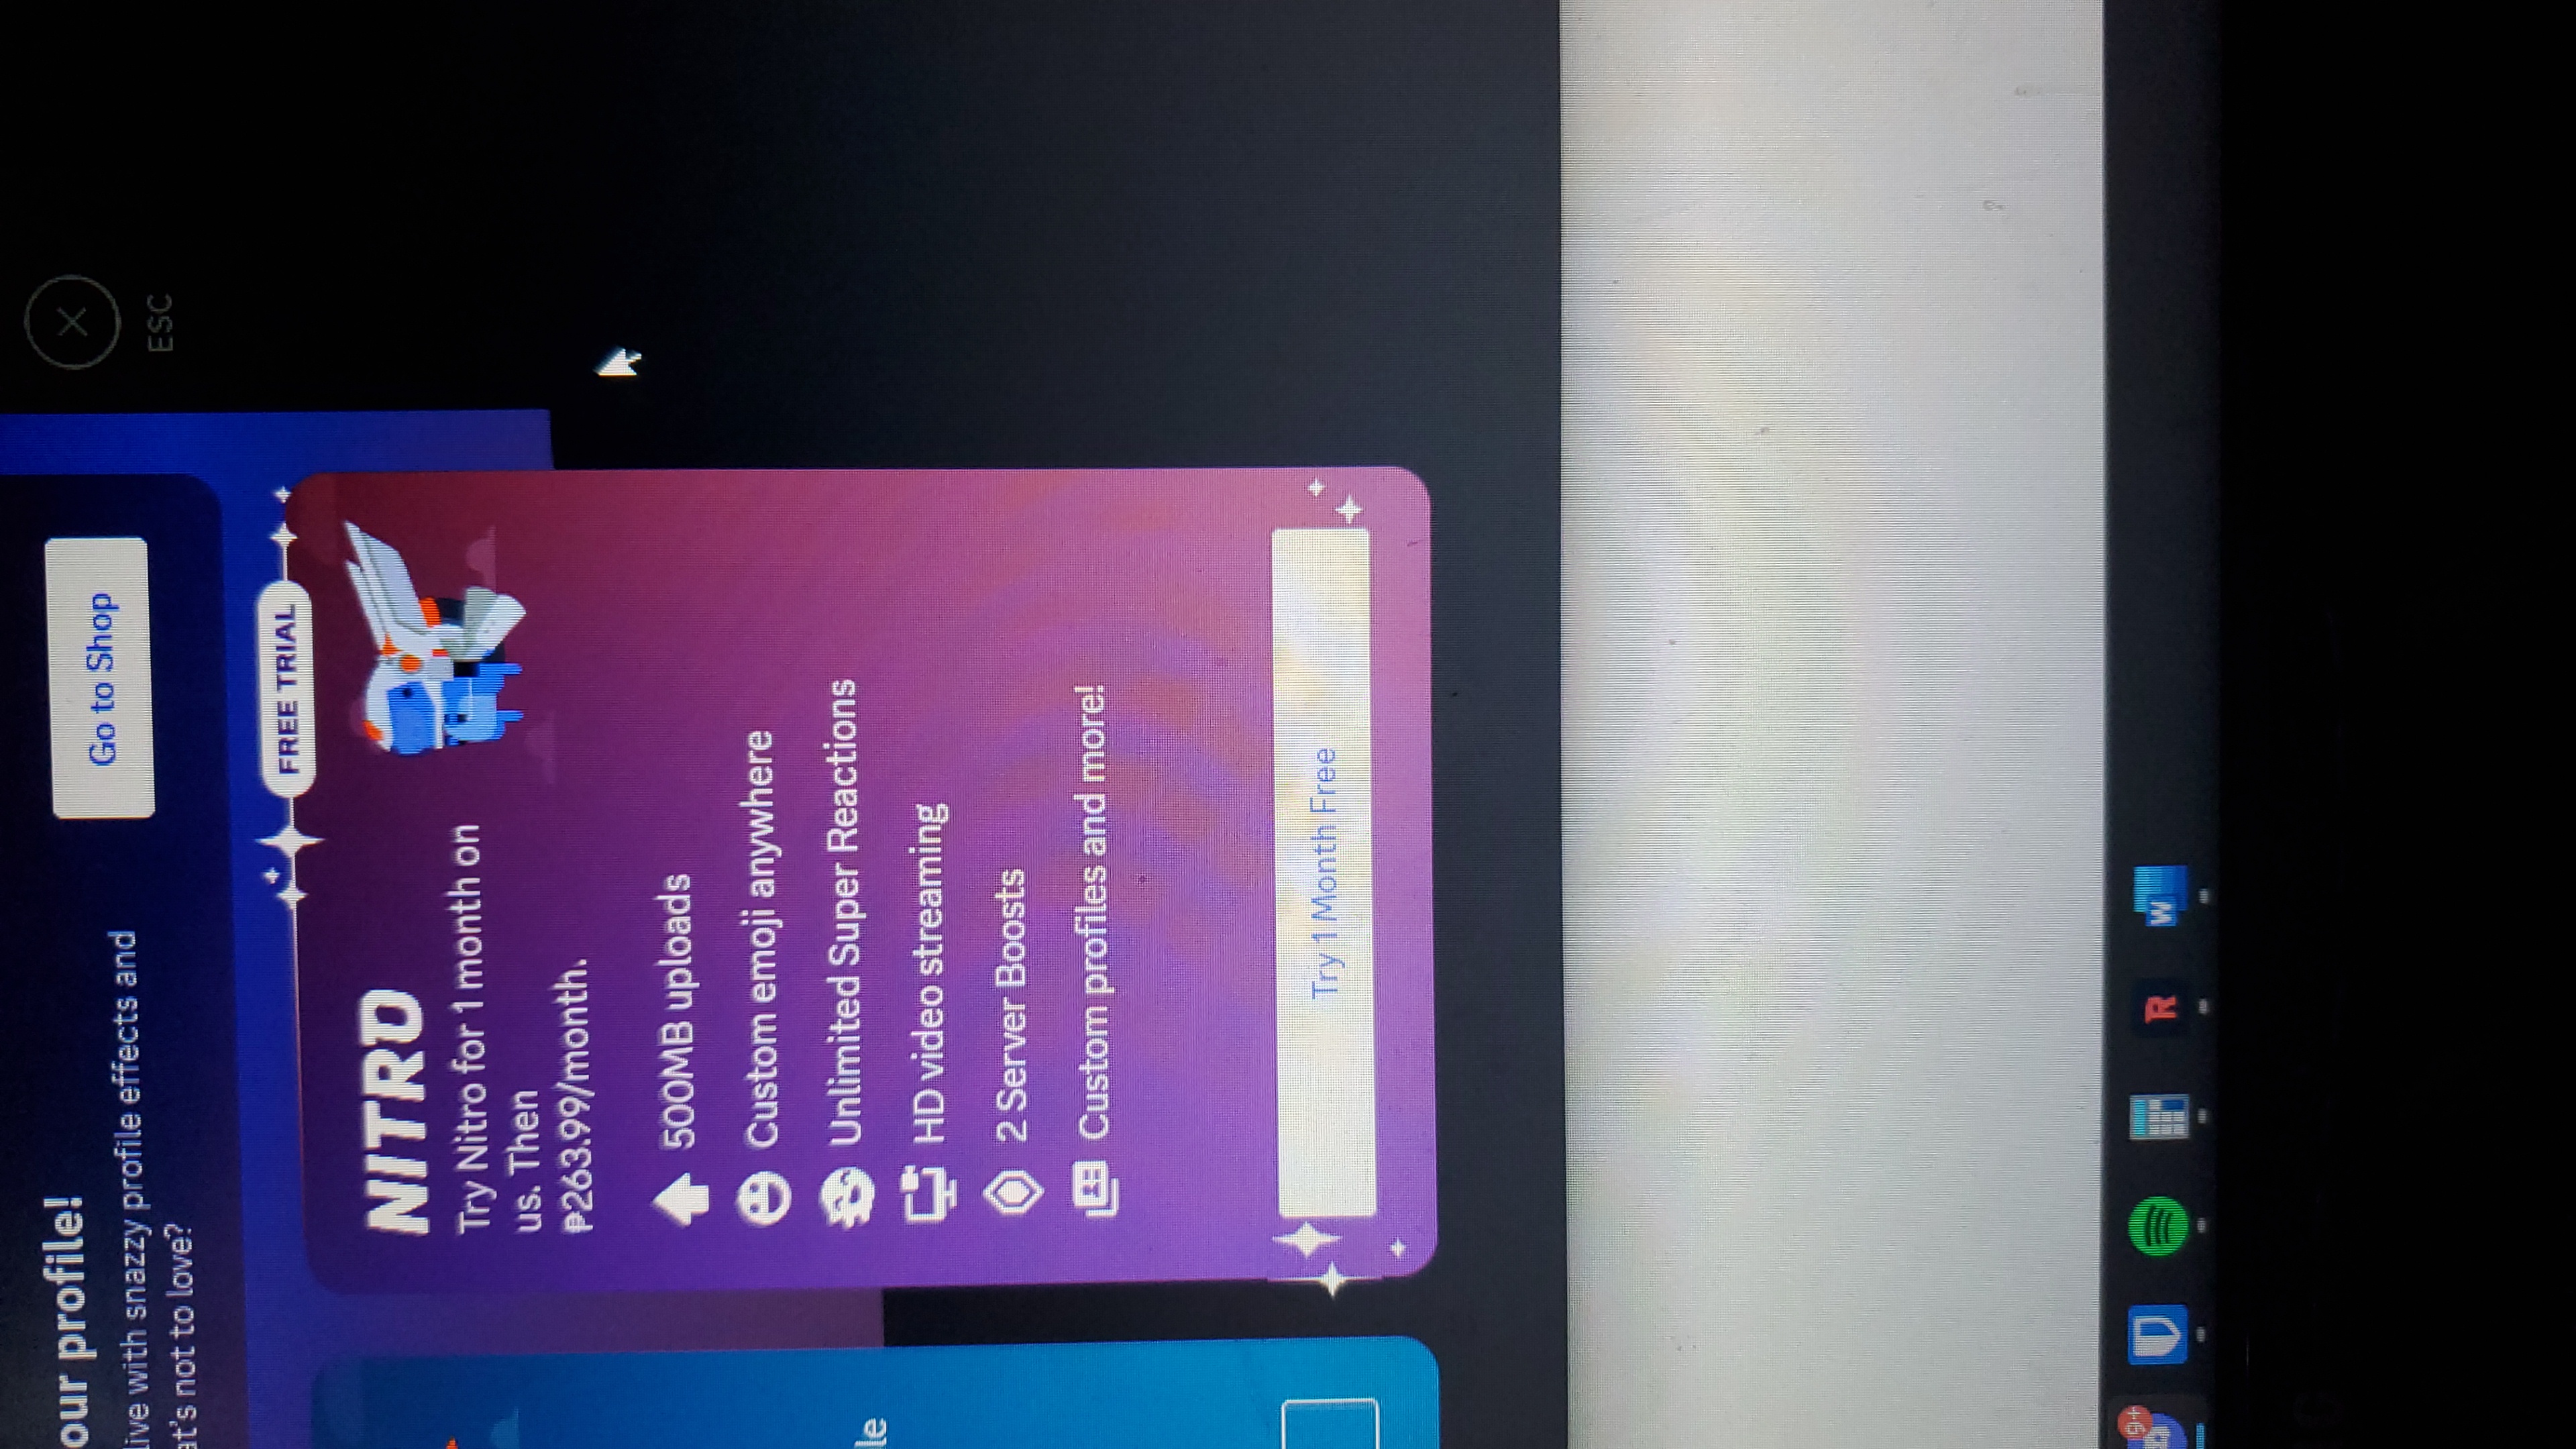 our profile!
live with snazzy profile effects and
at's not to love?
Go to Shop
ESC
FREE TRIAL
NITRO
Try Nitro for 1 month on
us. Then
₱263.99/month.
500MB uploads
Custom emoji anywhere
Unlimited Super Reactions
le
HD video streaming
2 Server Boosts
Custom profiles and more!
Try 1 Month Free
9+
R
W